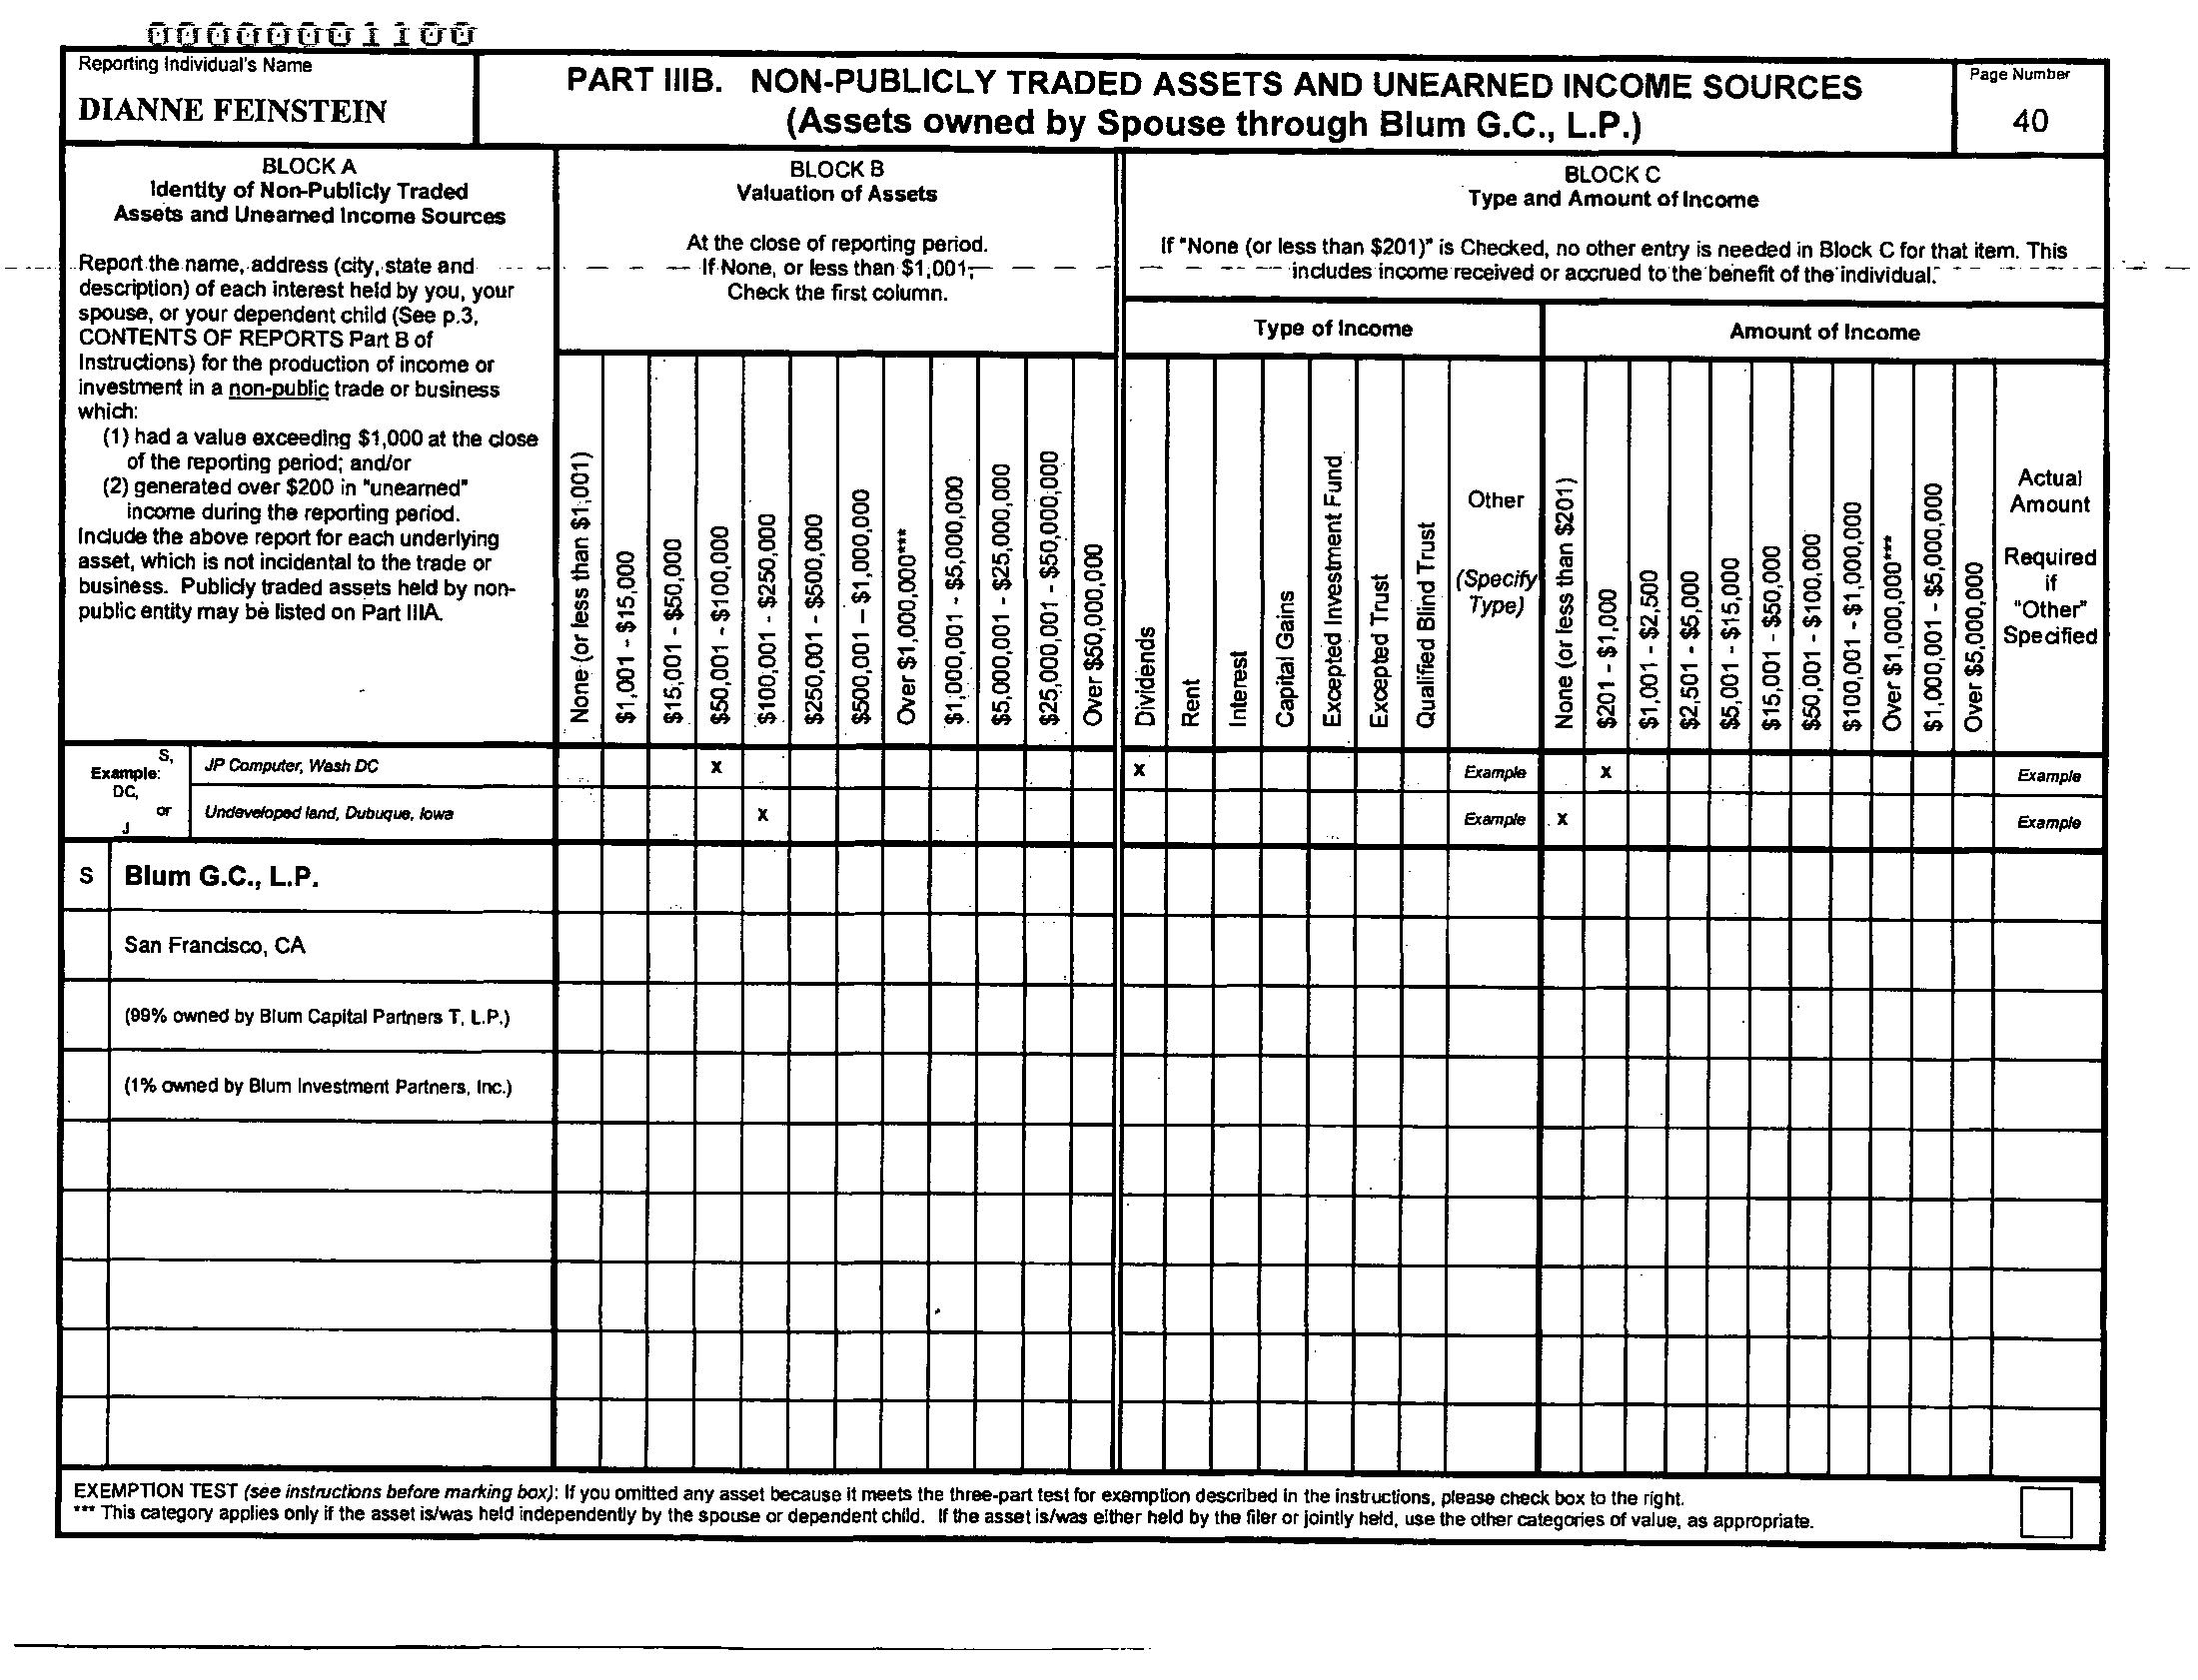 00000001100
Reporting Individual's Name
DIANNE FEINSTEIN
PART IIIB. NON-PUBLICLY TRADED ASSETS AND UNEARNED INCOME SOURCES
(Assets owned by Spouse through Blum G.C., L.P.)
Page Number
40
BLOCK A
Identity of Non-Publicly Traded
Assets and Unearned Income Sources
Report the name, address (city, state and
description) of each interest held by you, your
spouse, or your dependent child (See p.3,
CONTENTS OF REPORTS Part B of
Instructions) for the production of income or
investment in a non-public trade or business
which:
(1) had a value exceeding $1,000 at the close
of the reporting period; and/or
(2) generated over $200 in "unearned"
income during the reporting period.
Include the above report for each underlying
asset, which is not incidental to the trade or
business. Publicly traded assets held by non-
public entity may be listed on Part IIIA.
BLOCK B
Valuation of Assets
At the close of reporting period.
If None, or less than $1,001,
Check the first column.
None (or less than $1,001)
$1,001 - $15,000
$15,001 - $50,000
$50,001 - $100,000
$100,001 - $250,000
$250,001 - $500,000
$500,001 - $1,000,000
Over $1,000,000***
$1,000,001 - $5,000,000
$5,000,001 - $25,000,000
$25,000,001 - $50,000,000
Over $50,000,000
BLOCK C
Type and Amount of Income
If "None (or less than $201)" is Checked, no other entry is needed in Block C for that item. This
includes income received or accrued to the benefit of the individual.
Type of Income
Amount of Income
Dividends
Rent
Interest
Capital Gains
Excepted Investment Fund
Excepted Trust
Qualified Blind Trust
Other
(Specify
Type)
None (or less than $201)
$201 - $1,000
$1,001 - $2,500
$2,501 - $5,000
$5,001 - $15,000
$15,001 - $50,000
$50,001 - $100,000
$100,001 - $1,000,000
Over $1,000,000***
$1,000,001 - $5,000,000
Over $5,000,000
Actual
Amount
Required
if
"Other"
Specified
S,
Example:
DC,
or
J
JP Computer, Wash DC X X Example X Example
Undeveloped land, Dubuque, Iowa X Example X Example
S Blum G.C., L.P.
San Francisco, CA
(99% owned by Blum Capital Partners T, L.P.)
(1% owned by Blum Investment Partners, Inc.)
EXEMPTION TEST (see instructions before marking box): If you omitted any asset because it meets the three-part test for exemption described in the instructions, please check box to the right.
*** This category applies only if the asset is/was held independently by the spouse or dependent child. If the asset is/was either held by the filer or jointly held, use the other categories of value, as appropriate.